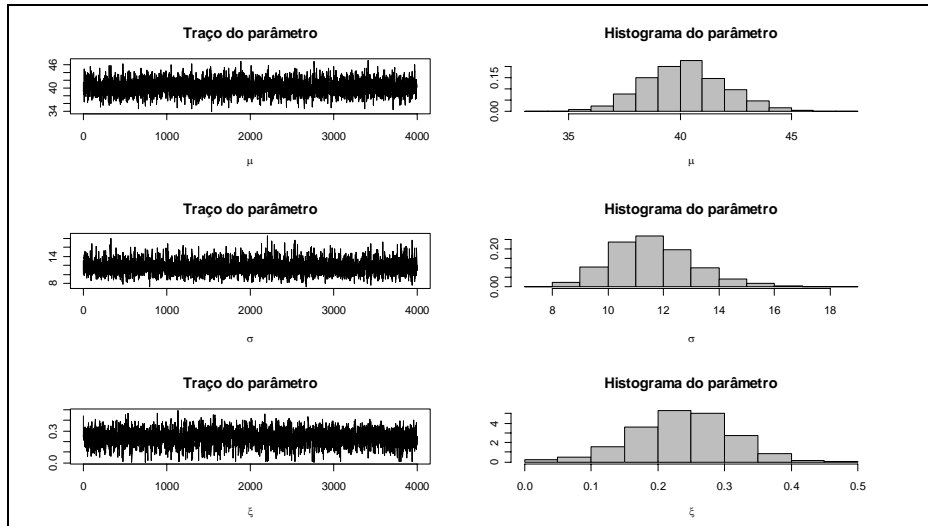 Traço do parâmetro
46
40
34
0 1000 2000 3000 4000
μ
Histograma do parâmetro
0.15
0.00
35 40 45
μ
Traço do parâmetro
14
8
0 1000 2000 3000 4000
σ
Histograma do parâmetro
0.20
0.00
8 10 12 14 16 18
σ
Traço do parâmetro
0.3
0.0
0 1000 2000 3000 4000
ξ
Histograma do parâmetro
4
2
0
0.0 0.1 0.2 0.3 0.4 0.5
ξ